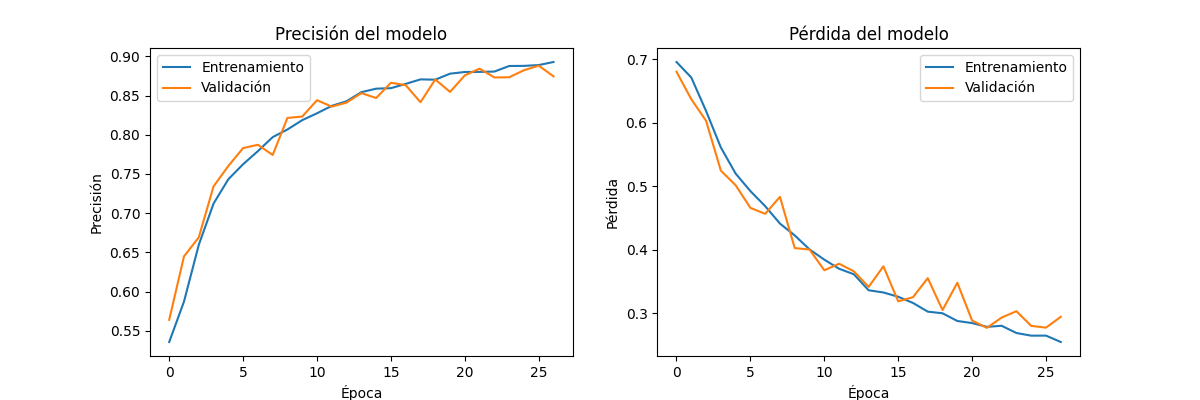 Precisión del modelo
Entrenamiento
Validación
0.90
0.85
0.80
0.75
0.70
0.65
0.60
0.55
Precisión
0 5 10 15 20 25
Época
Pérdida del modelo
Entrenamiento
Validación
0.7
0.6
0.5
0.4
0.3
Pérdida
0 5 10 15 20 25
Época